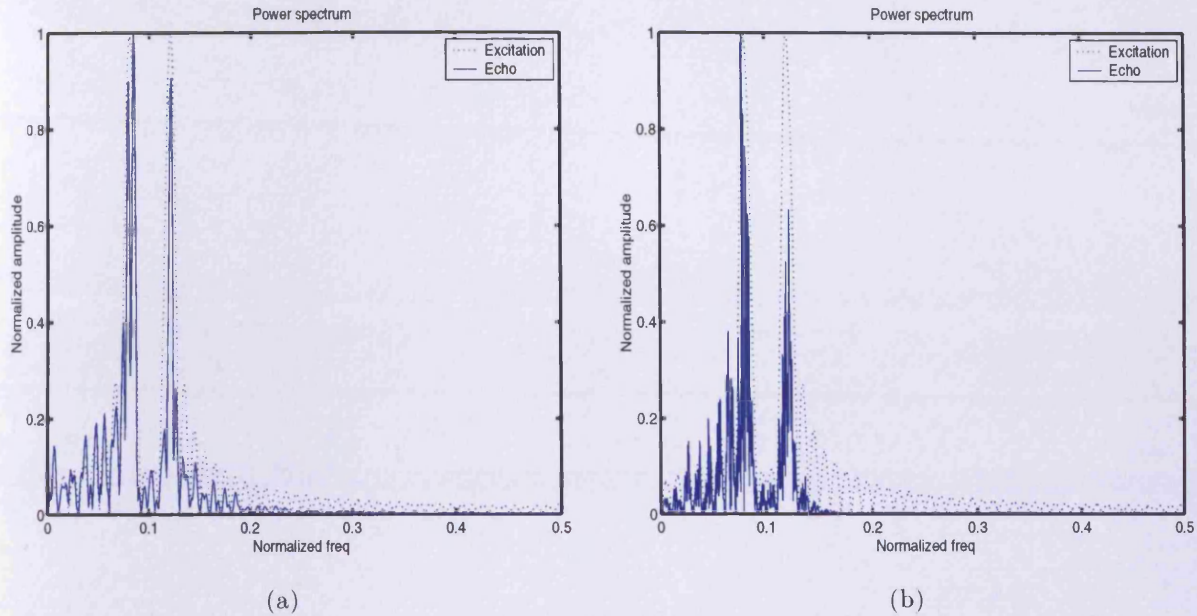 Power spectrum
Excitation
Echo
Normalized amplitude
1
0.8
0.6
0.4
0.2
0
0
0.1
0.2
0.3
0.4
0.5
Normalized freq
(a)
Power spectrum
Excitation
Echo
Normalized amplitude
1
0.8
0.6
0.4
0.2
0
0
0.1
0.2
0.3
0.4
0.5
Normalized freq
(b)